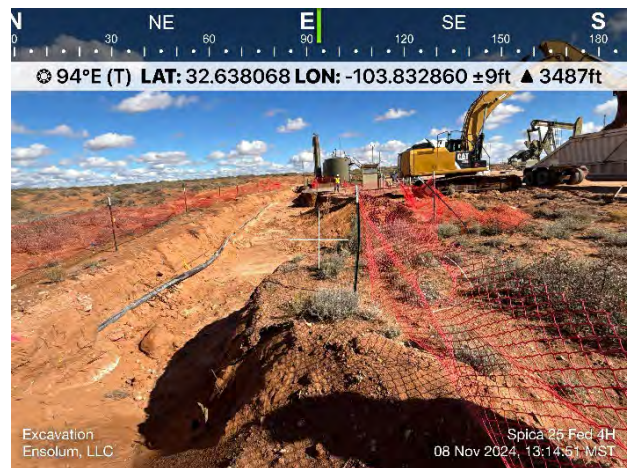 N NE E SE S
0 30 60 90 120 150 180
94°E (T) LAT: 32.638068 LON: -103.832860 ±9ft ▲ 3487ft
CAT
Excavation
Ensolum, LLC
Spica 25 Fed 4H
08 Nov 2024, 13:14:51 MST